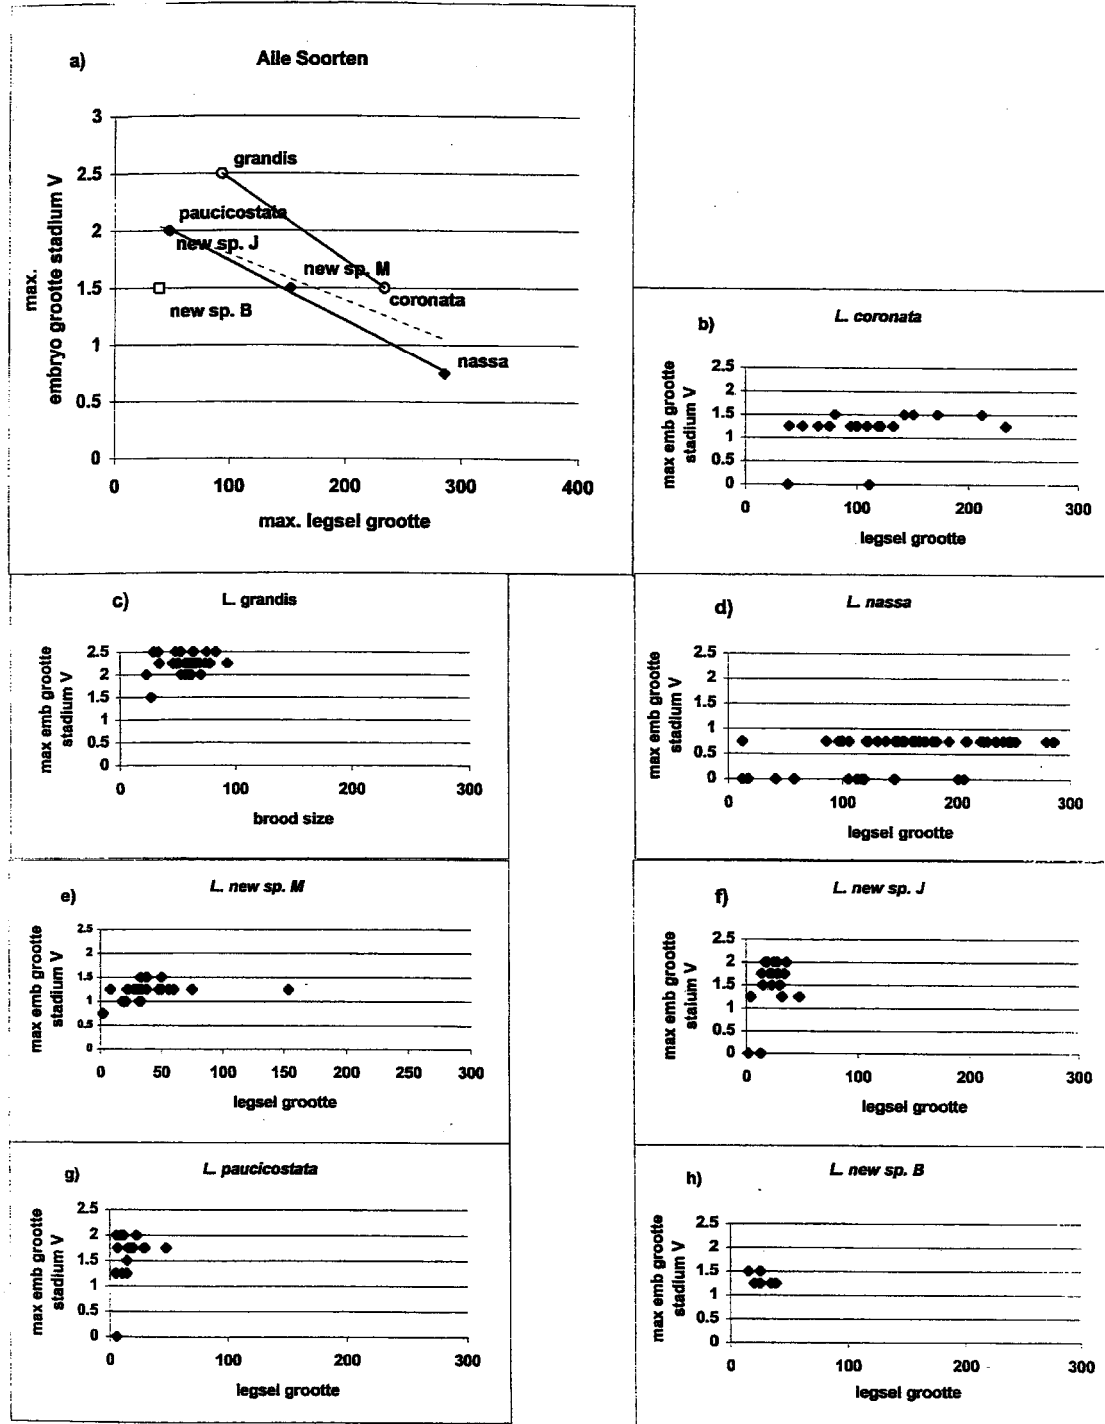 a)
Alle Soorten
3
2.5
2
1.5
1
0.5
0
grandis
paucicostata
new sp. J
new sp. M
new sp. B
coronata
nassa
max.
embryo grootte stadium V
0 100 200 300 400
max. legsel grootte
b)
L. coronata
max emb grootte
stadium V
2.5
2
1.5
1
0.5
0
0 100 200 300
legsel grootte
c)
L. grandis
max emb grootte
stadium V
2.5
2
1.5
1
0.5
0
0 100 200 300
brood size
d)
L. nassa
max emb grootte
stadium V
2.5
2
1.5
1
0.5
0
0 100 200 300
legsel grootte
e)
L. new sp. M
max emb grootte
stadium V
2.5
2
1.5
1
0.5
0
0 50 100 150 200 250 300
legsel grootte
f)
L. new sp. J
max emb grootte
staium V
2.5
2
1.5
1
0.5
0
0 100 200 300
legsel grootte
g)
L. paucicostata
max emb grootte
stadium V
2.5
2
1.5
1
0.5
0
0 100 200 300
legsel grootte
h)
L. new sp. B
max emb grootte
stadium V
2.5
2
1.5
1
0.5
0
0 100 200 300
legsel grootte